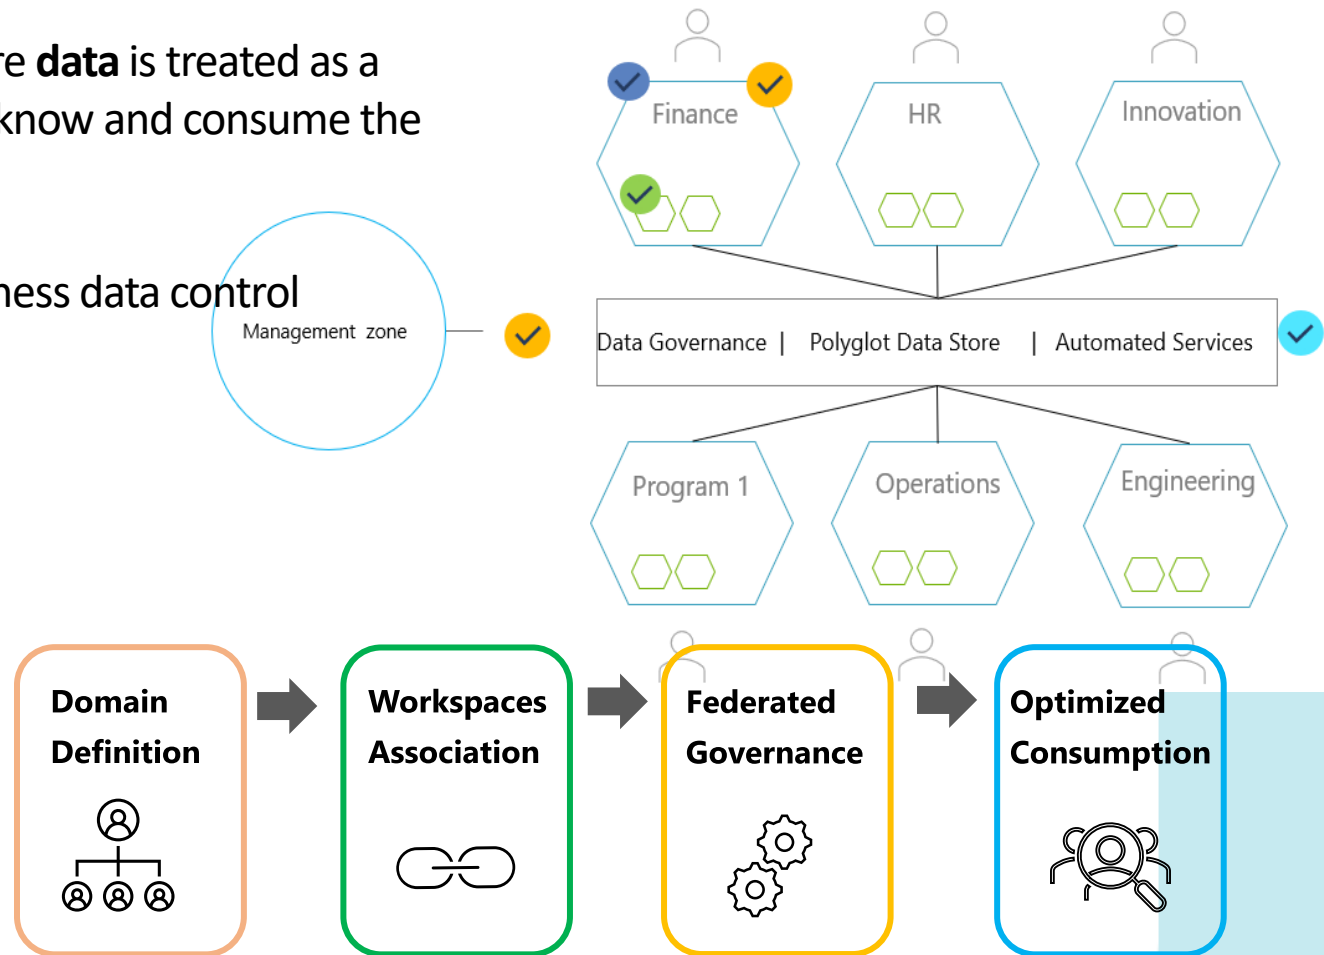 re data is treated as a
know and consume the
ness data control
Management zone
Finance
HR
Innovation
Data Governance | Polyglot Data Store | Automated Services
Program 1
Operations
Engineering
Domain
Definition
Workspaces
Association
Federated
Governance
Optimized
Consumption